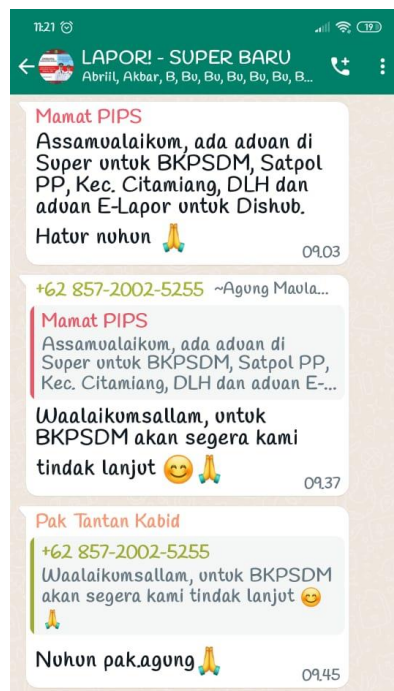 11:21
19
LAPOR! - SUPER BARU
Abriil, Akbar, B, Bu, Bu, Bu, Bu, Bu, B...
Mamat PIPS
Assamualaikum, ada aduan di
Super untuk BKPSDM, Satpol
PP, Kec. Citamiang, DLH dan
aduan E-Lapor untuk Dishub.
Hatur nuhun 🙏
09.03
+62 857-2002-5255 ~Agung Maula...
Mamat PIPS
Assamualaikum, ada aduan di
Super untuk BKPSDM, Satpol PP,
Kec. Citamiang, DLH dan aduan E-...
Waalaikumsallam, untuk
BKPSDM akan segera kami
tindak lanjut 😊🙏
09.37
Pak Tantan Kabid
+62 857-2002-5255
Waalaikumsallam, untuk BKPSDM
akan segera kami tindak lanjut 😊
🙏
Nuhun pak.agung 🙏
09.45